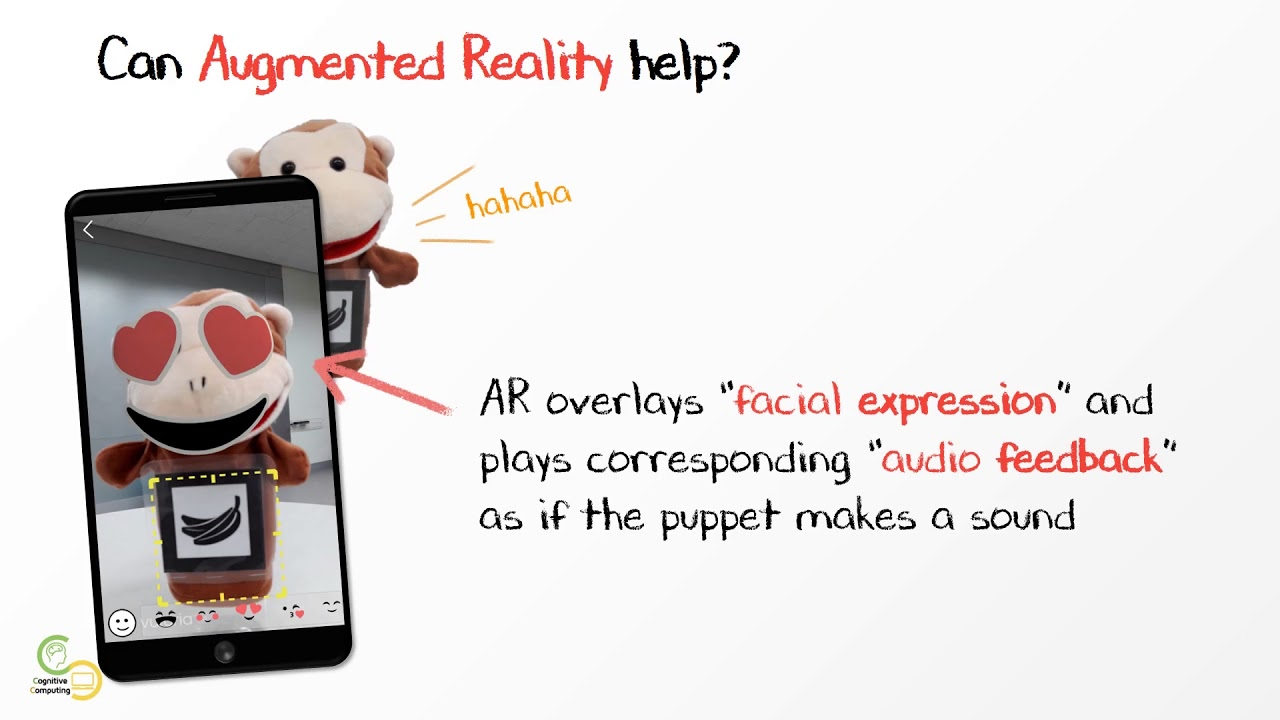 Can Augmented Reality help?
hahaha
AR overlays "facial expression" and
plays corresponding "audio feedback"
as if the puppet makes a sound
Cognitive
Computing